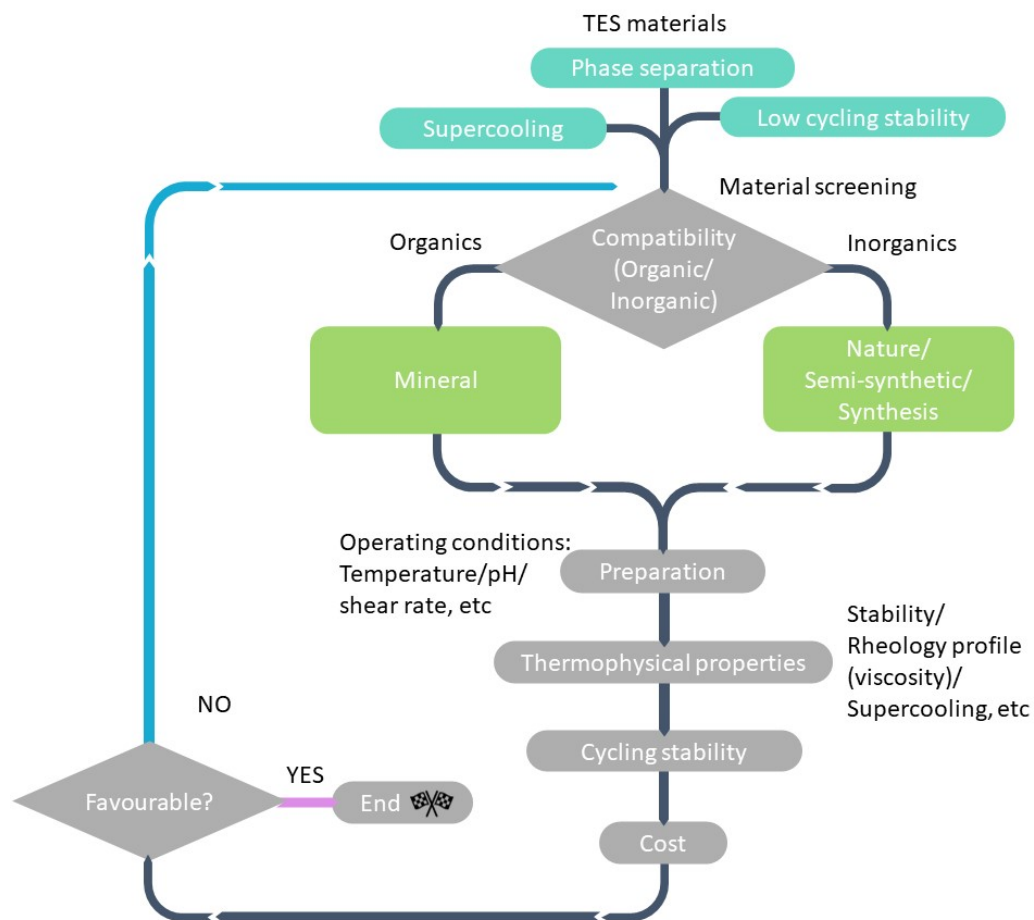 TES materials
Phase separation
Supercooling
Low cycling stability
Material screening
Organics
Compatibility
(Organic/
Inorganic)
Inorganics
Mineral
Nature/
Semi-synthetic/
Synthesis
Operating conditions:
Temperature/pH/
shear rate, etc
Preparation
Stability/
Rheology profile
(viscosity)/
Supercooling, etc
Thermophysical properties
Cycling stability
NO
YES
Favourable?
End
Cost